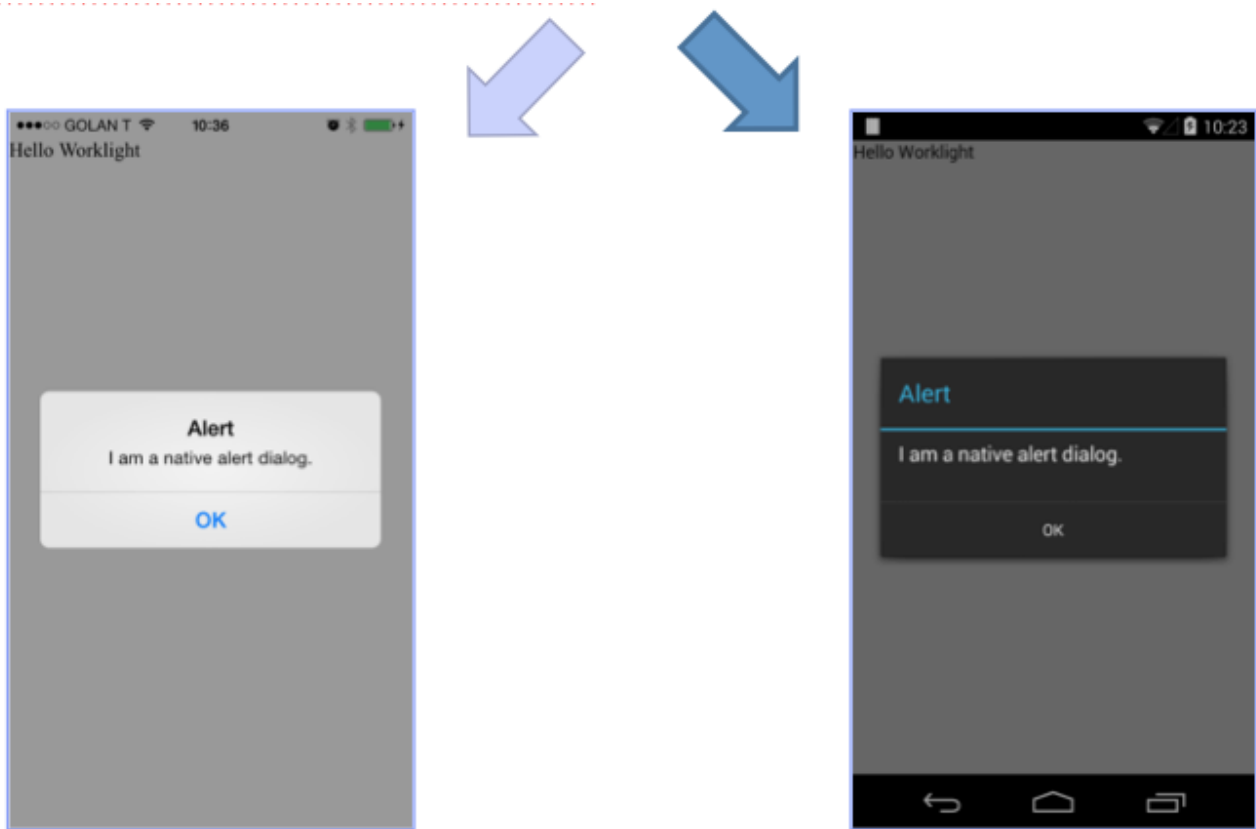 GOLAN T 10:36
Hello Worklight
Alert
I am a native alert dialog.
OK
10:23
Hello Worklight
Alert
I am a native alert dialog.
OK